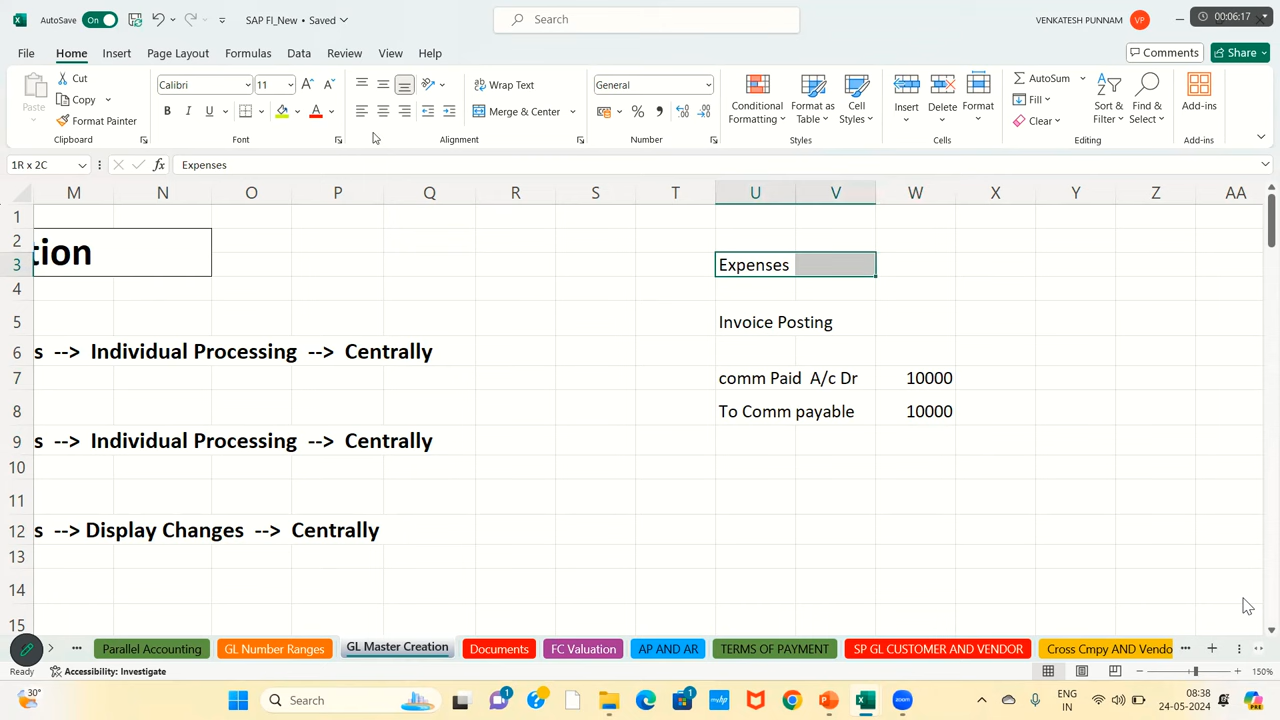 AutoSave On SAP FI_New • Saved Search VENKATESH PUNNAM VP 00:06:17
File Home Insert Page Layout Formulas Data Review View Help Comments Share
Paste Cut Copy Format Painter Clipboard
Calibri 11 B I U Font
Wrap Text Merge & Center Alignment
General % Number
Conditional Formatting Format as Table Cell Styles Styles
Insert Delete Format Cells
AutoSum Fill Clear Sort & Filter Find & Select Editing
Add-ins Add-ins
1R x 2C fx Expenses
M N O P Q R S T U V W X Y Z AA
1
2
tion
3 Expenses
4
5 Invoice Posting
6 s --> Individual Processing --> Centrally
7 comm Paid A/c Dr 10000
8 To Comm payable 10000
9 s --> Individual Processing --> Centrally
10
11
12 s --> Display Changes --> Centrally
13
14
15
Parallel Accounting GL Number Ranges GL Master Creation Documents FC Valuation AP AND AR TERMS OF PAYMENT SP GL CUSTOMER AND VENDOR Cross Cmpy AND Vendo
Ready Accessibility: Investigate 150%
30° Search 1 1 ENG IN 08:38 24-05-2024